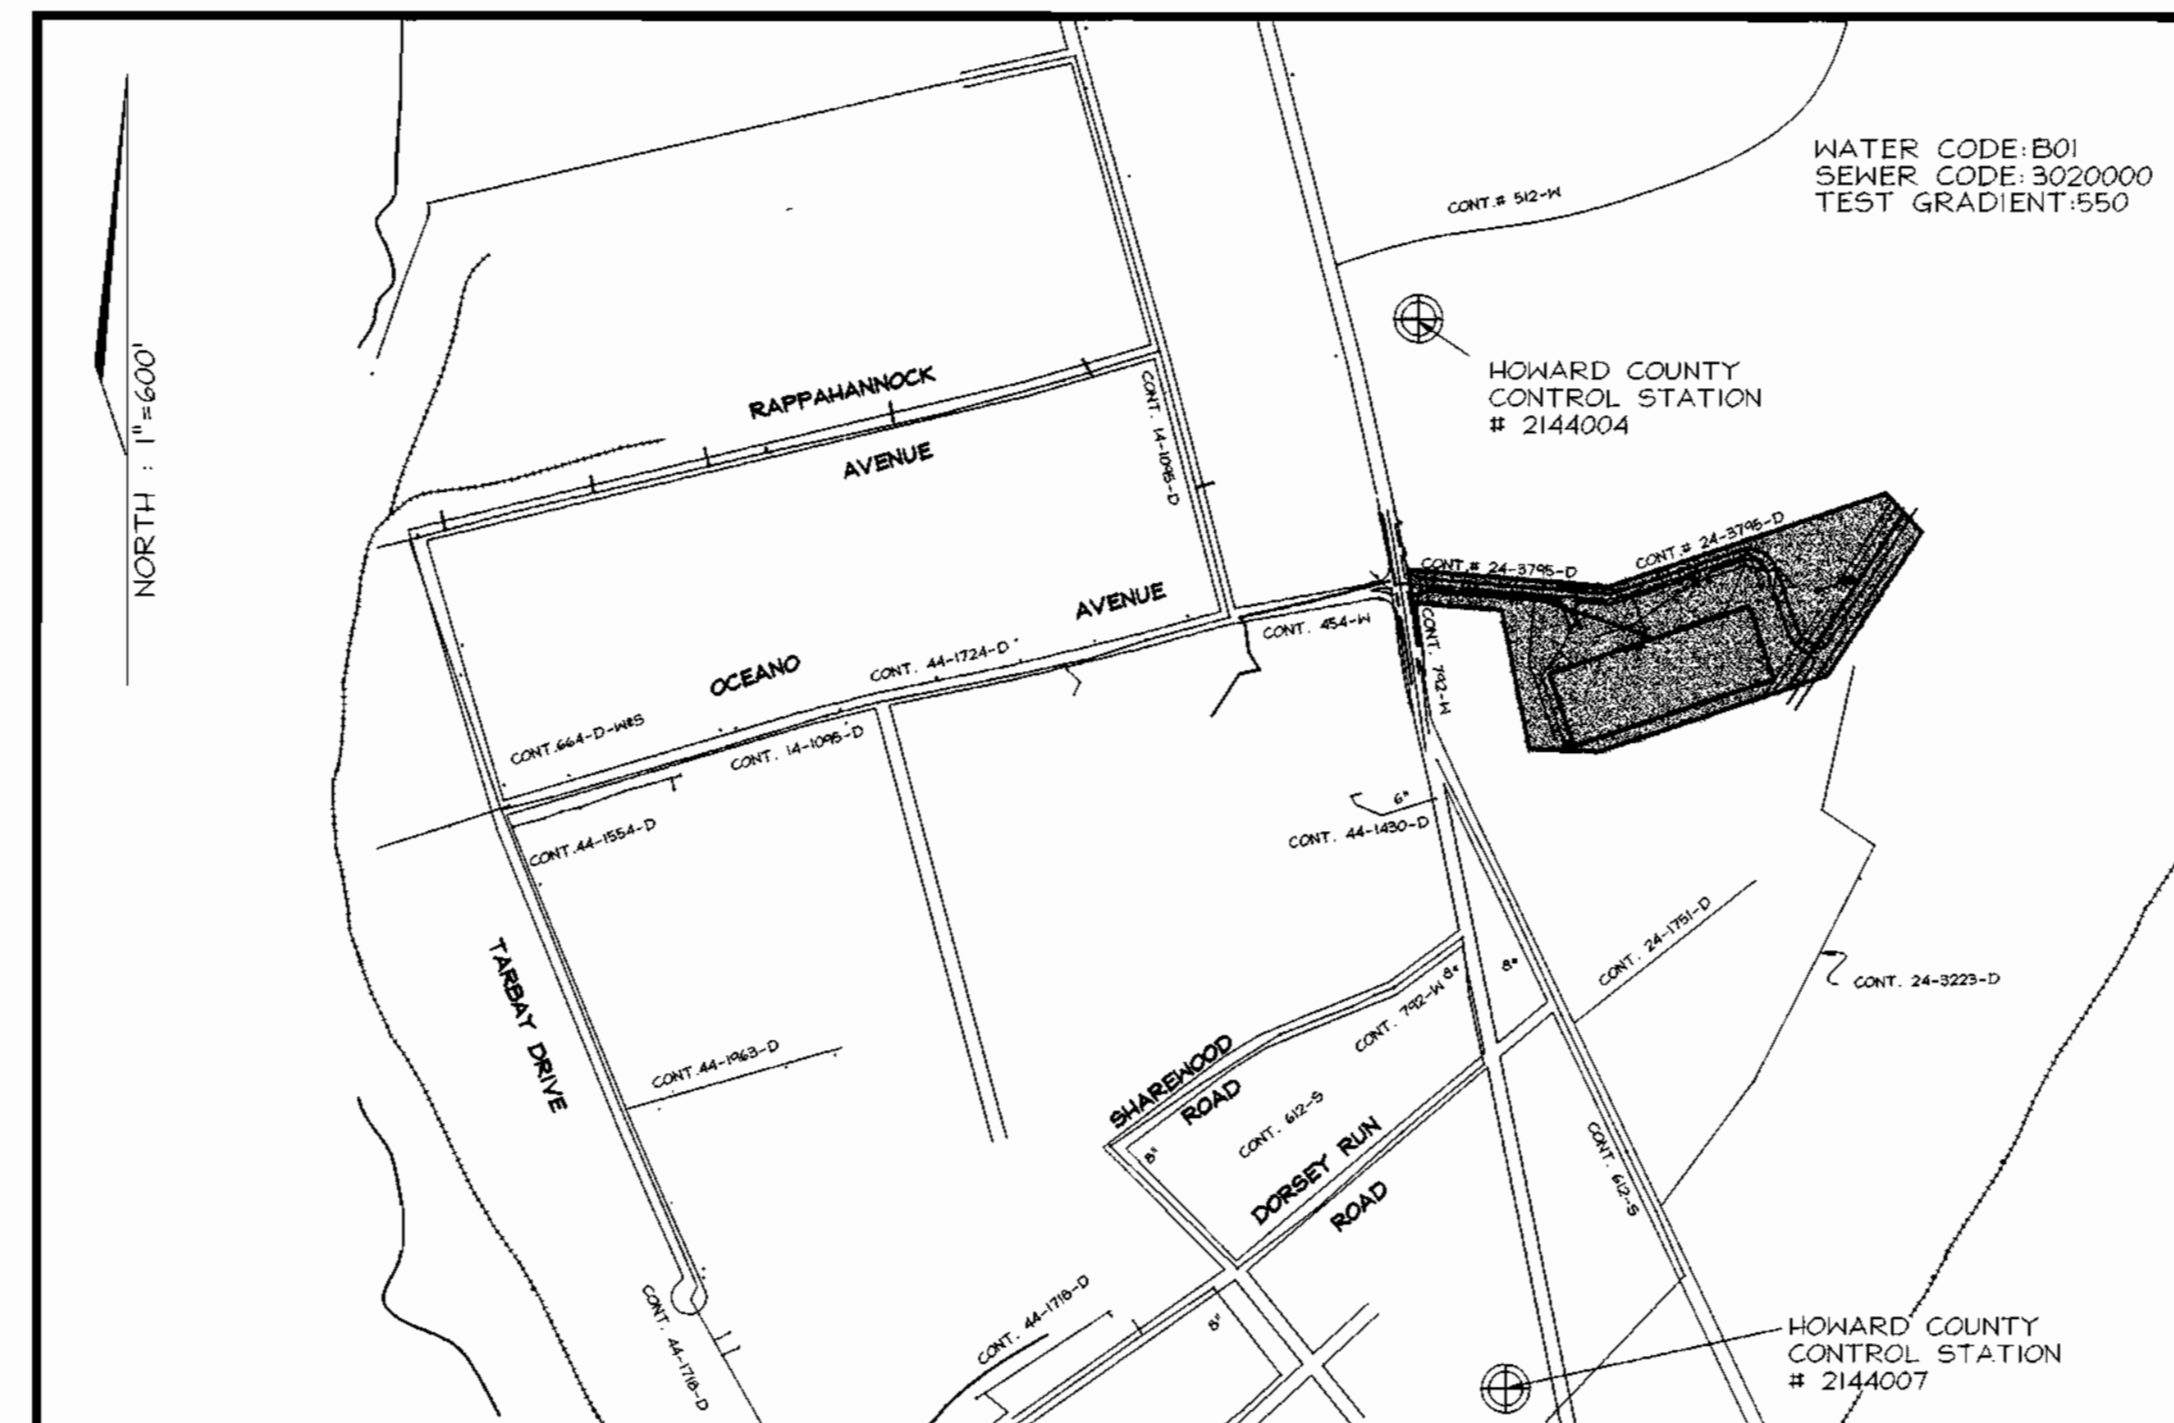 WATER CODE:B01
SEWER CODE:3020000
TEST GRADIENT:550
CONT.# 512-W
NORTH : 1"=600'
HOWARD COUNTY
CONTROL STATION
# 2144004
RAPPAHANNOCK
AVENUE
CONT. 14-1095-D
CONT.# 24-3795-D
CONT.# 24-3795-D
AVENUE
OCEANO
CONT. 44-1724-D
CONT. 454-W
CONT. 792-W
CONT.664-D-W&S
CONT. 14-1095-D
CONT.44-1554-D
6"
CONT. 44-1430-D
TARBAY DRIVE
CONT. 24-1751-D
8"
8"
CONT. 24-3223-D
CONT. 792-W
CONT.44-1963-D
SHAREWOOD
ROAD
8"
CONT. 612-S
DORSEY RUN
ROAD
CONT. 612-S
CONT. 44-1718-D
CONT. 44-1718-D
8"
HOWARD COUNTY
CONTROL STATION
# 2144007